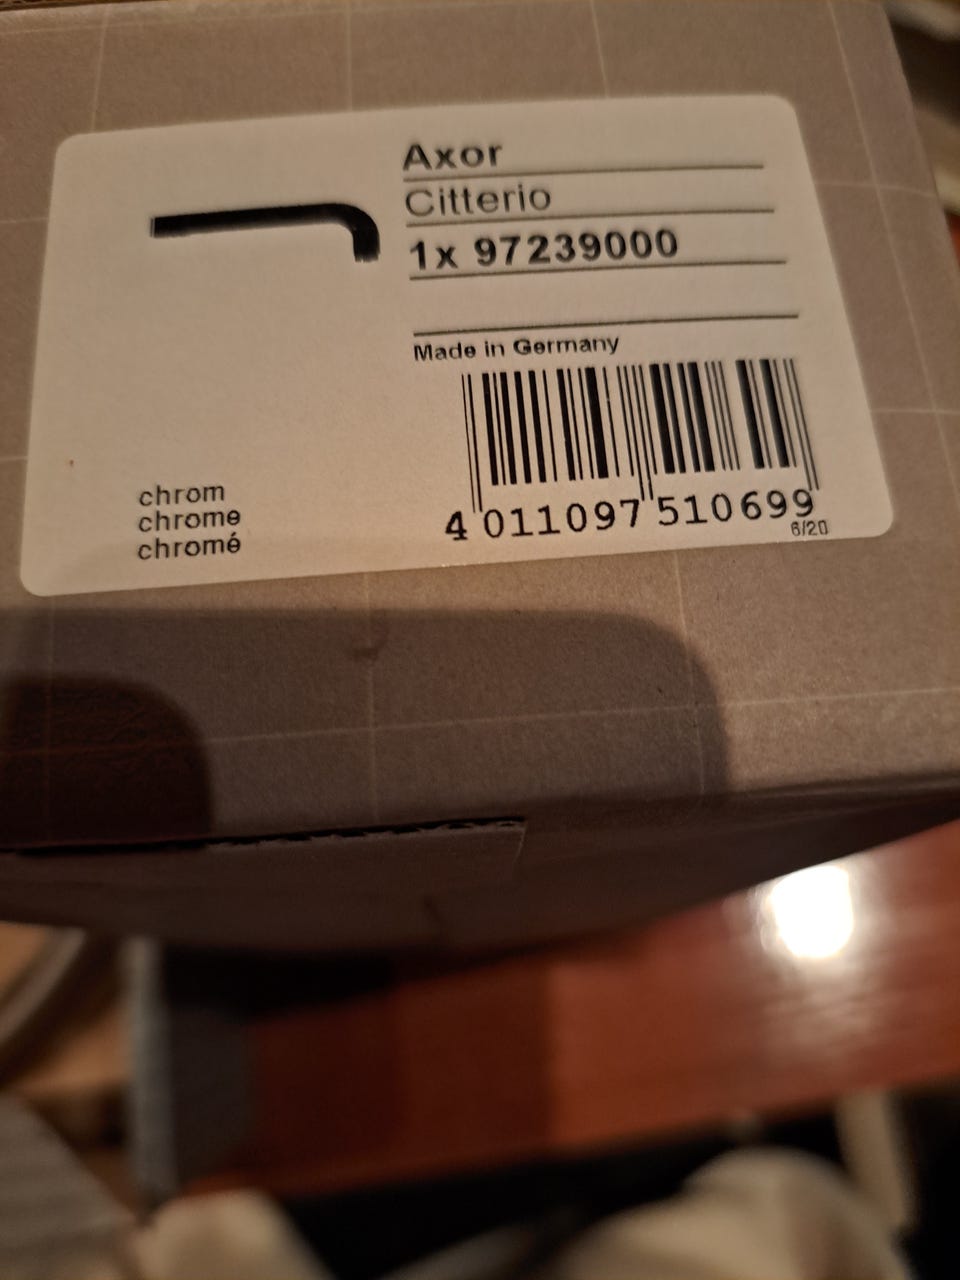 Axor
Citterio
1x 97239000
Made in Germany
chrom
chrome
chromé
4 011097 510699
6/20